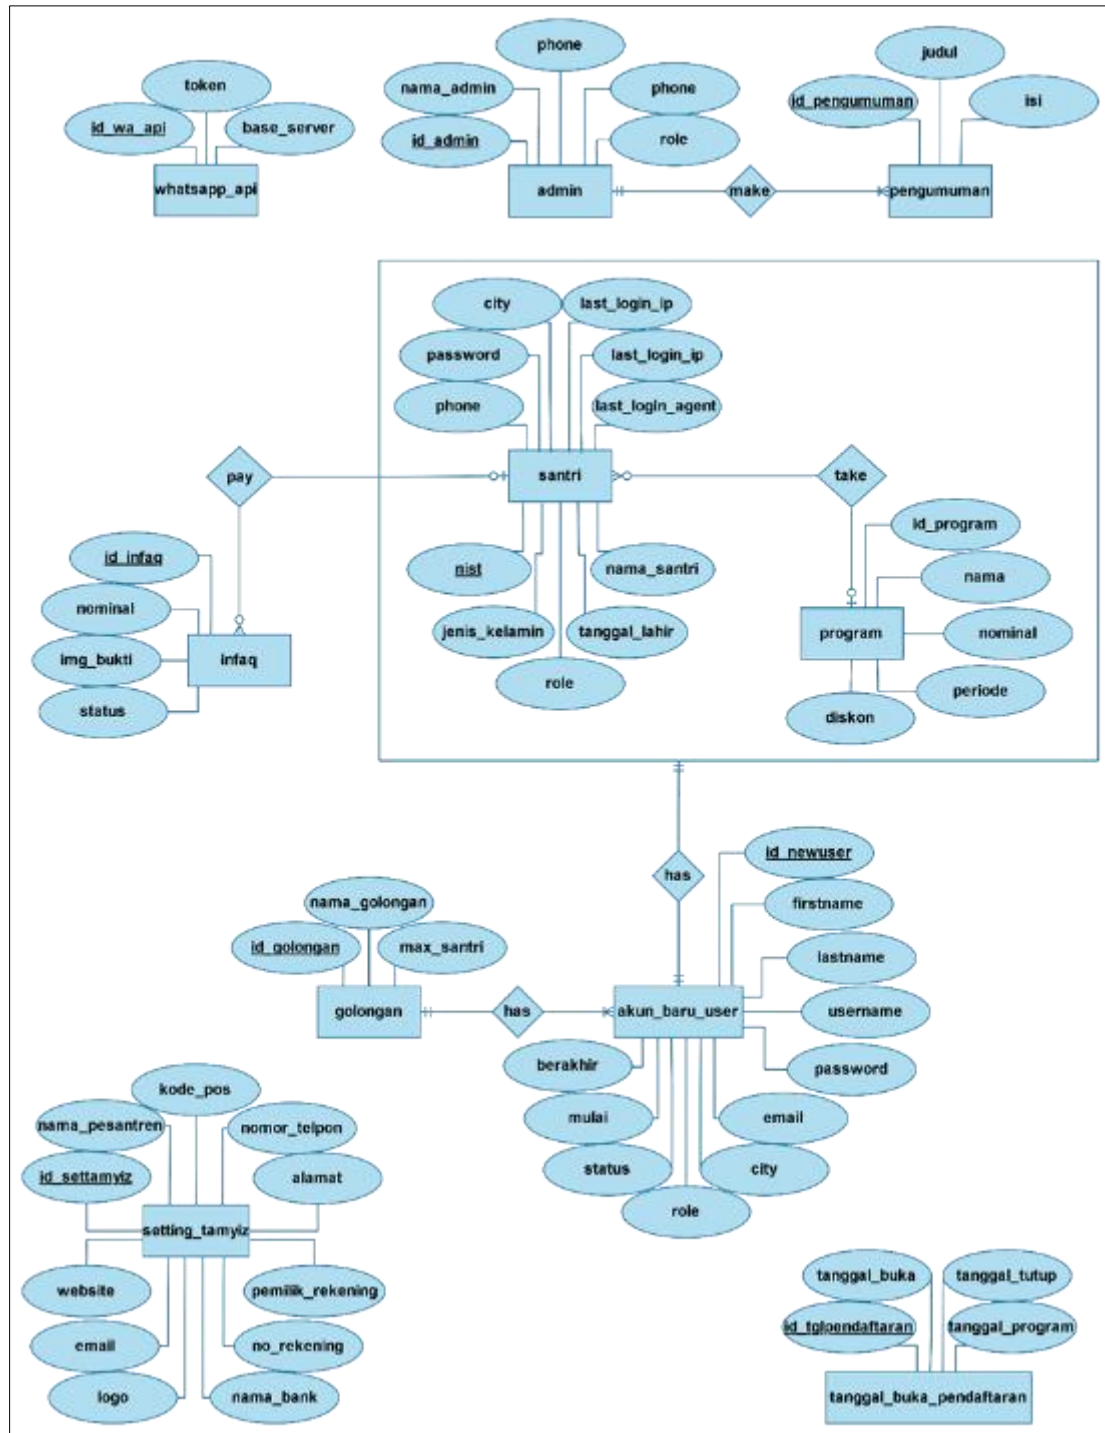 phone
judul
token
nama_admin
phone
id_pengumuman
isi
id_wa_api
base_server
id_admin
role
whatsapp_api
admin
make
pengumuman
city
last_login_ip
password
last_login_ip
phone
last_login_agent
pay
santri
take
id_program
id_infaq
nist
nama_santri
nama
nominal
jenis_kelamin
tanggal_lahir
program
nominal
img_bukti
infaq
role
periode
status
diskon
has
id_newuser
nama_golongan
firstname
id_golongan
max_santri
lastname
golongan
has
akun_baru_user
username
berakhir
password
kode_pos
mulai
email
nama_pesantren
nomor_telpon
id_settamyiz
alamat
status
city
role
setting_tamyiz
website
pemilik_rekening
tanggal_buka
tanggal_tutup
email
no_rekening
id_tgloendaftaran
tanggal_program
logo
nama_bank
tanggal_buka_pendaftaran